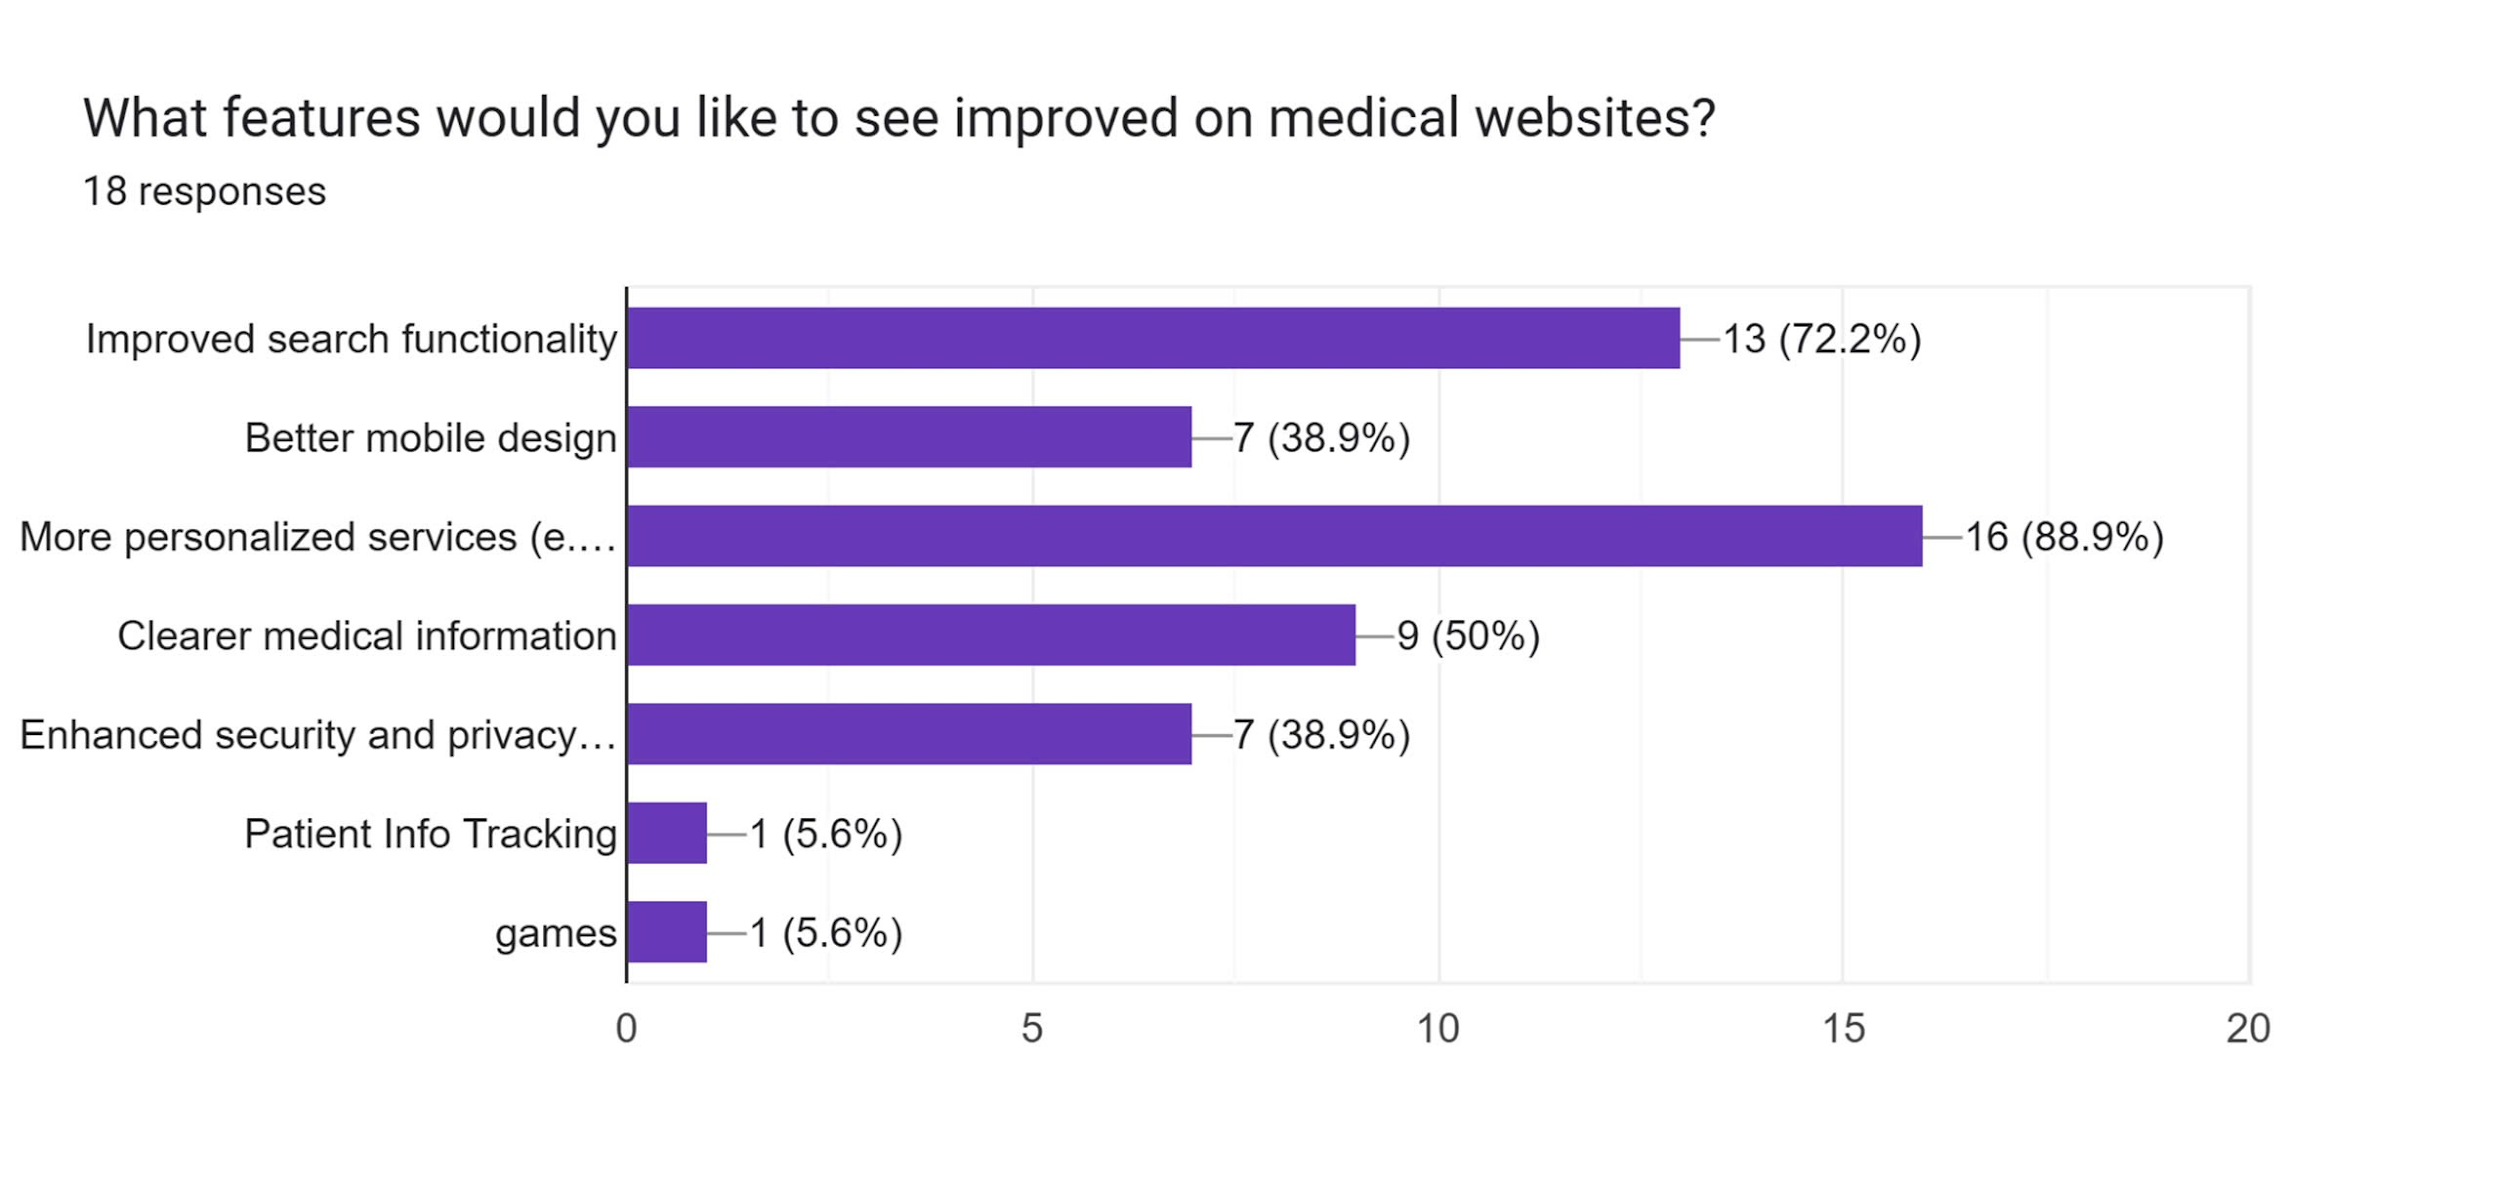 What features would you like to see improved on medical websites?
18 responses
Improved search functionality 13 (72.2%)
Better mobile design 7 (38.9%)
More personalized services (e.… 16 (88.9%)
Clearer medical information 9 (50%)
Enhanced security and privacy… 7 (38.9%)
Patient Info Tracking 1 (5.6%)
games 1 (5.6%)
0 5 10 15 20